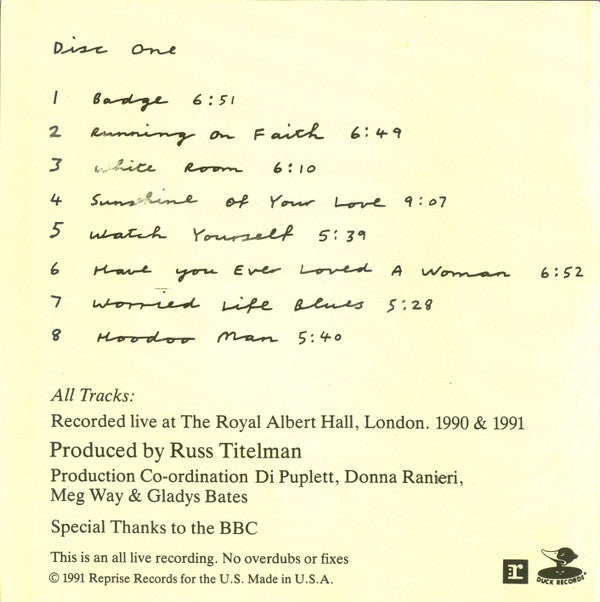 Disc One
1 Badge 6:51
2 Running on Faith 6:49
3 White Room 6:10
4 Sunshine Of Your Love 9:07
5 Watch Yourself 5:39
6 Have you Ever Loved A Woman 6:52
7 Worried Life Blues 5:28
8 Hoodoo Man 5:40
All Tracks:
Recorded live at The Royal Albert Hall, London. 1990 & 1991
Produced by Russ Titelman
Production Co-ordination Di Puplett, Donna Ranieri,
Meg Way & Gladys Bates
Special Thanks to the BBC
This is an all live recording. No overdubs or fixes
© 1991 Reprise Records for the U.S. Made in U.S.A.
r
DUCK RECORDS